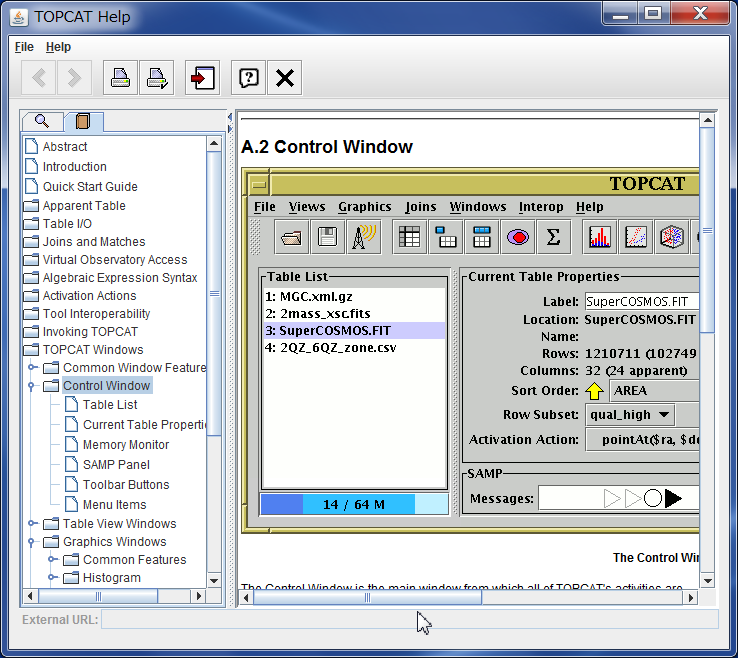 TOPCAT Help
File Help
Abstract
Introduction
Quick Start Guide
Apparent Table
Table I/O
Joins and Matches
Virtual Observatory Access
Algebraic Expression Syntax
Activation Actions
Tool Interoperability
Invoking TOPCAT
TOPCAT Windows
Common Window Feature
Control Window
Table List
Current Table Properti
Memory Monitor
SAMP Panel
Toolbar Buttons
Menu Items
Table View Windows
Graphics Windows
Common Features
Histogram
A.2 Control Window
TOPCAT
File Views Graphics Joins Windows Interop Help
Table List
1: MGC.xml.gz
2: 2mass_xsc.fits
3: SuperCOSMOS.FIT
4: 2QZ_6QZ_zone.csv
14 / 64 M
Current Table Properties
Label: SuperCOSMOS.FIT
Location: SuperCOSMOS.FIT
Name:
Rows: 1210711 (102749
Columns: 32 (24 apparent)
Sort Order: AREA
Row Subset: qual_high
Activation Action: pointAt($ra, $de
SAMP
Messages:
The Control Win
The Control Window is the main window from which all of TOPCAT's activities are
External URL: